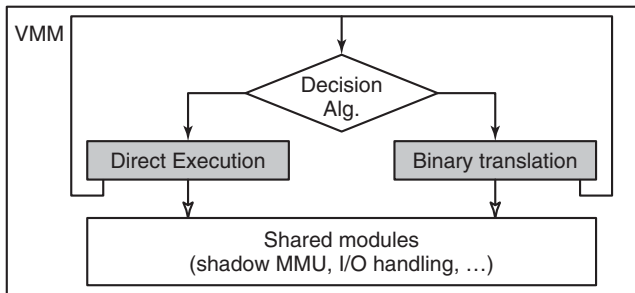 VMM
Decision
Alg.
Direct Execution
Binary translation
Shared modules
(shadow MMU, I/O handling, …)